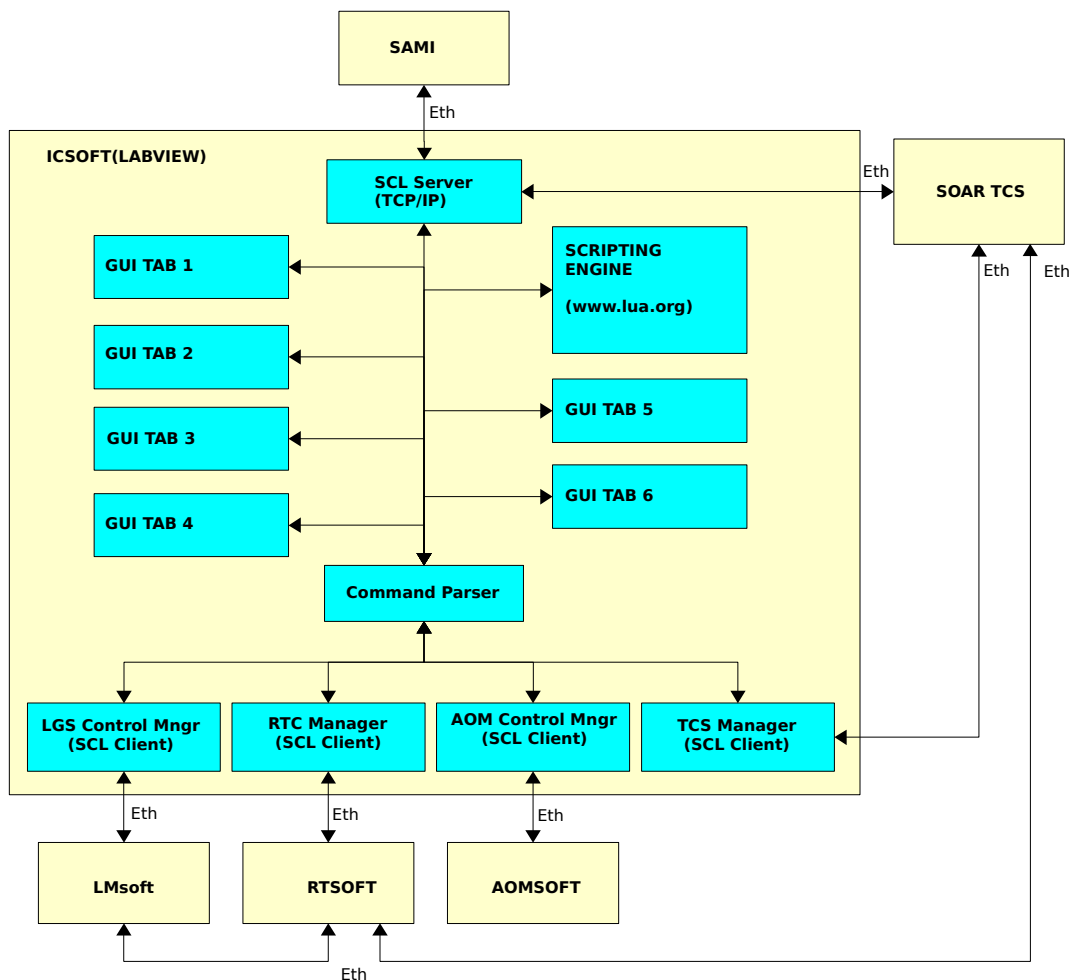 SAMI
Eth
ICSOFT(LABVIEW)
SCL Server
(TCP/IP)
Eth
SOAR TCS
GUI TAB 1
SCRIPTING
ENGINE
(www.lua.org)
Eth
Eth
GUI TAB 2
GUI TAB 3
GUI TAB 5
GUI TAB 4
GUI TAB 6
Command Parser
LGS Control Mngr
(SCL Client)
RTC Manager
(SCL Client)
AOM Control Mngr
(SCL Client)
TCS Manager
(SCL Client)
Eth
Eth
Eth
LMsoft
RTSOFT
AOMSOFT
Eth